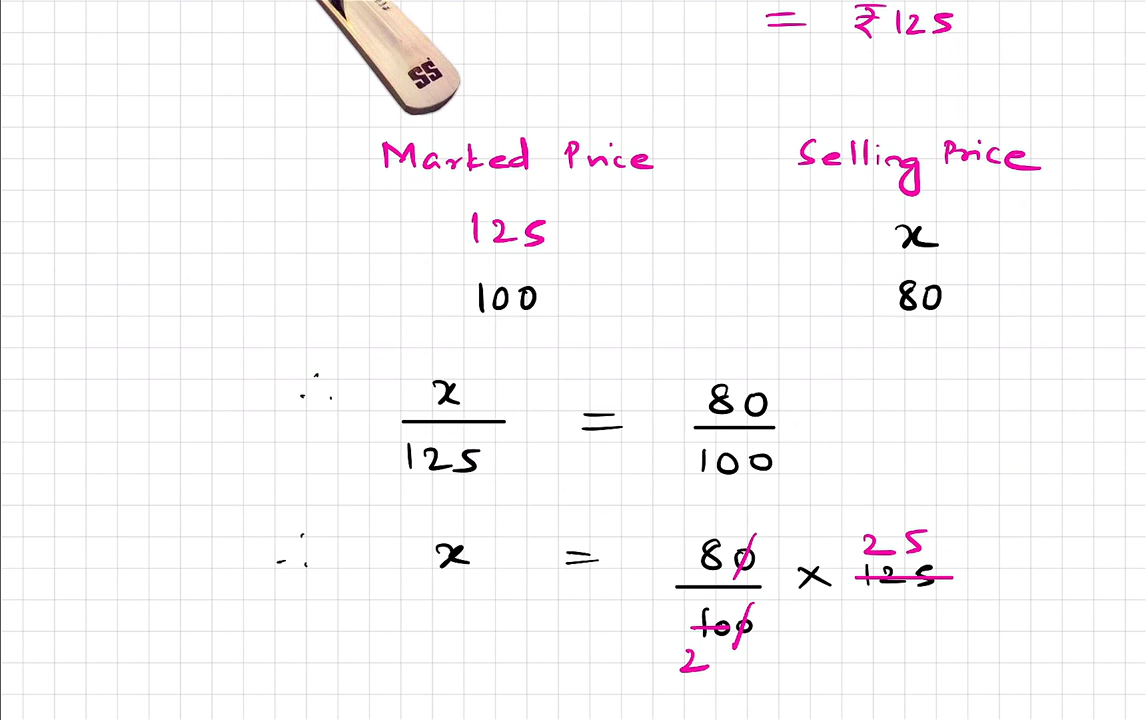 = ₹125
SS
Marked Price Selling Price
125 x
100 80
∴ x/125 = 80/100
∴ x = 80/100 × 125
25
2